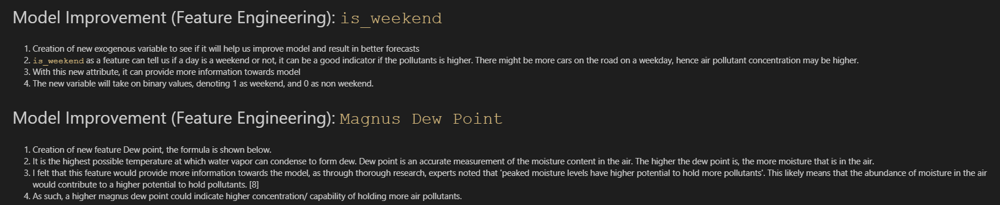 Model Improvement (Feature Engineering): is_weekend
1. Creation of new exogenous variable to see if it will help us improve model and result in better forecasts
2. is_weekend as a feature can tell us if a day is a weekend or not, it can be a good indicator if the pollutants is higher. There might be more cars on the road on a weekday, hence air pollutant concentration may be higher.
3. With this new attribute, it can provide more information towards model
4. The new variable will take on binary values, denoting 1 as weekend, and 0 as non weekend.
Model Improvement (Feature Engineering): Magnus Dew Point
1. Creation of new feature Dew point, the formula is shown below.
2. It is the highest possible temperature at which water vapor can condense to form dew. Dew point is an accurate measurement of the moisture content in the air. The higher the dew point is, the more moisture that is in the air.
3. I felt that this feature would provide more information towards the model, as through thorough research, experts noted that 'peaked moisture levels have higher potential to hold more pollutants'. This likely means that the abundance of moisture in the air
would contribute to a higher potential to hold pollutants. [8]
4. As such, a higher magnus dew point could indicate higher concentration/ capability of holding more air pollutants.